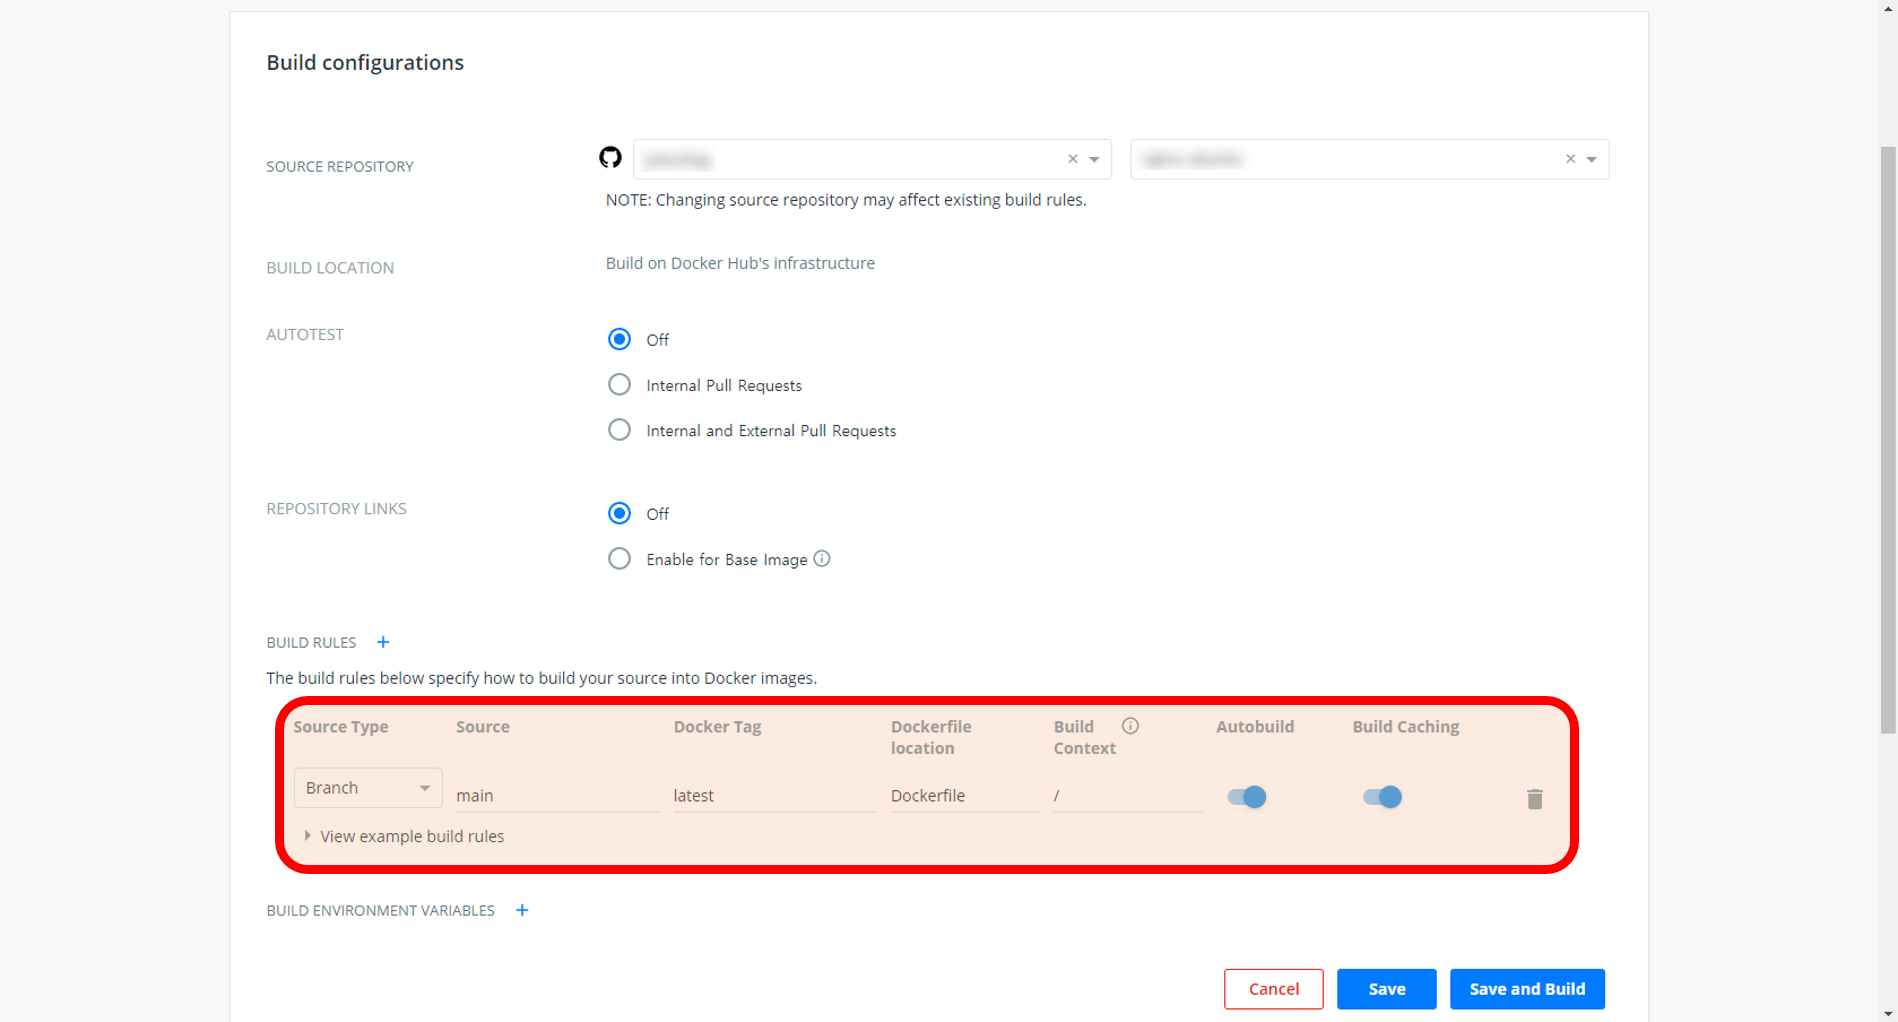 Build configurations
SOURCE REPOSITORY
NOTE: Changing source repository may affect existing build rules.
BUILD LOCATION
Build on Docker Hub's infrastructure
AUTOTEST
Off
Internal Pull Requests
Internal and External Pull Requests
REPOSITORY LINKS
Off
Enable for Base Image
BUILD RULES +
The build rules below specify how to build your source into Docker images.
Source Type Source Docker Tag Dockerfile location Build Context Autobuild Build Caching
Branch main latest Dockerfile /
View example build rules
BUILD ENVIRONMENT VARIABLES +
Cancel Save Save and Build